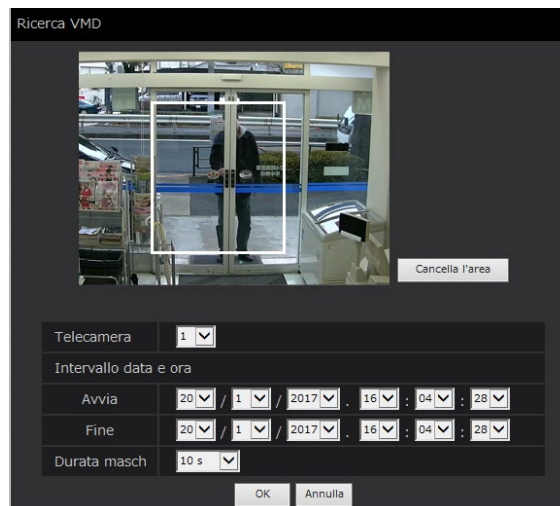 Ricerca VMD
Cancella l'area
Telecamera 1
Intervallo data e ora
Avvia 20 / 1 / 2017 . 16 : 04 : 28
Fine 20 / 1 / 2017 . 16 : 04 : 28
Durata masch 10 s
OK Annulla